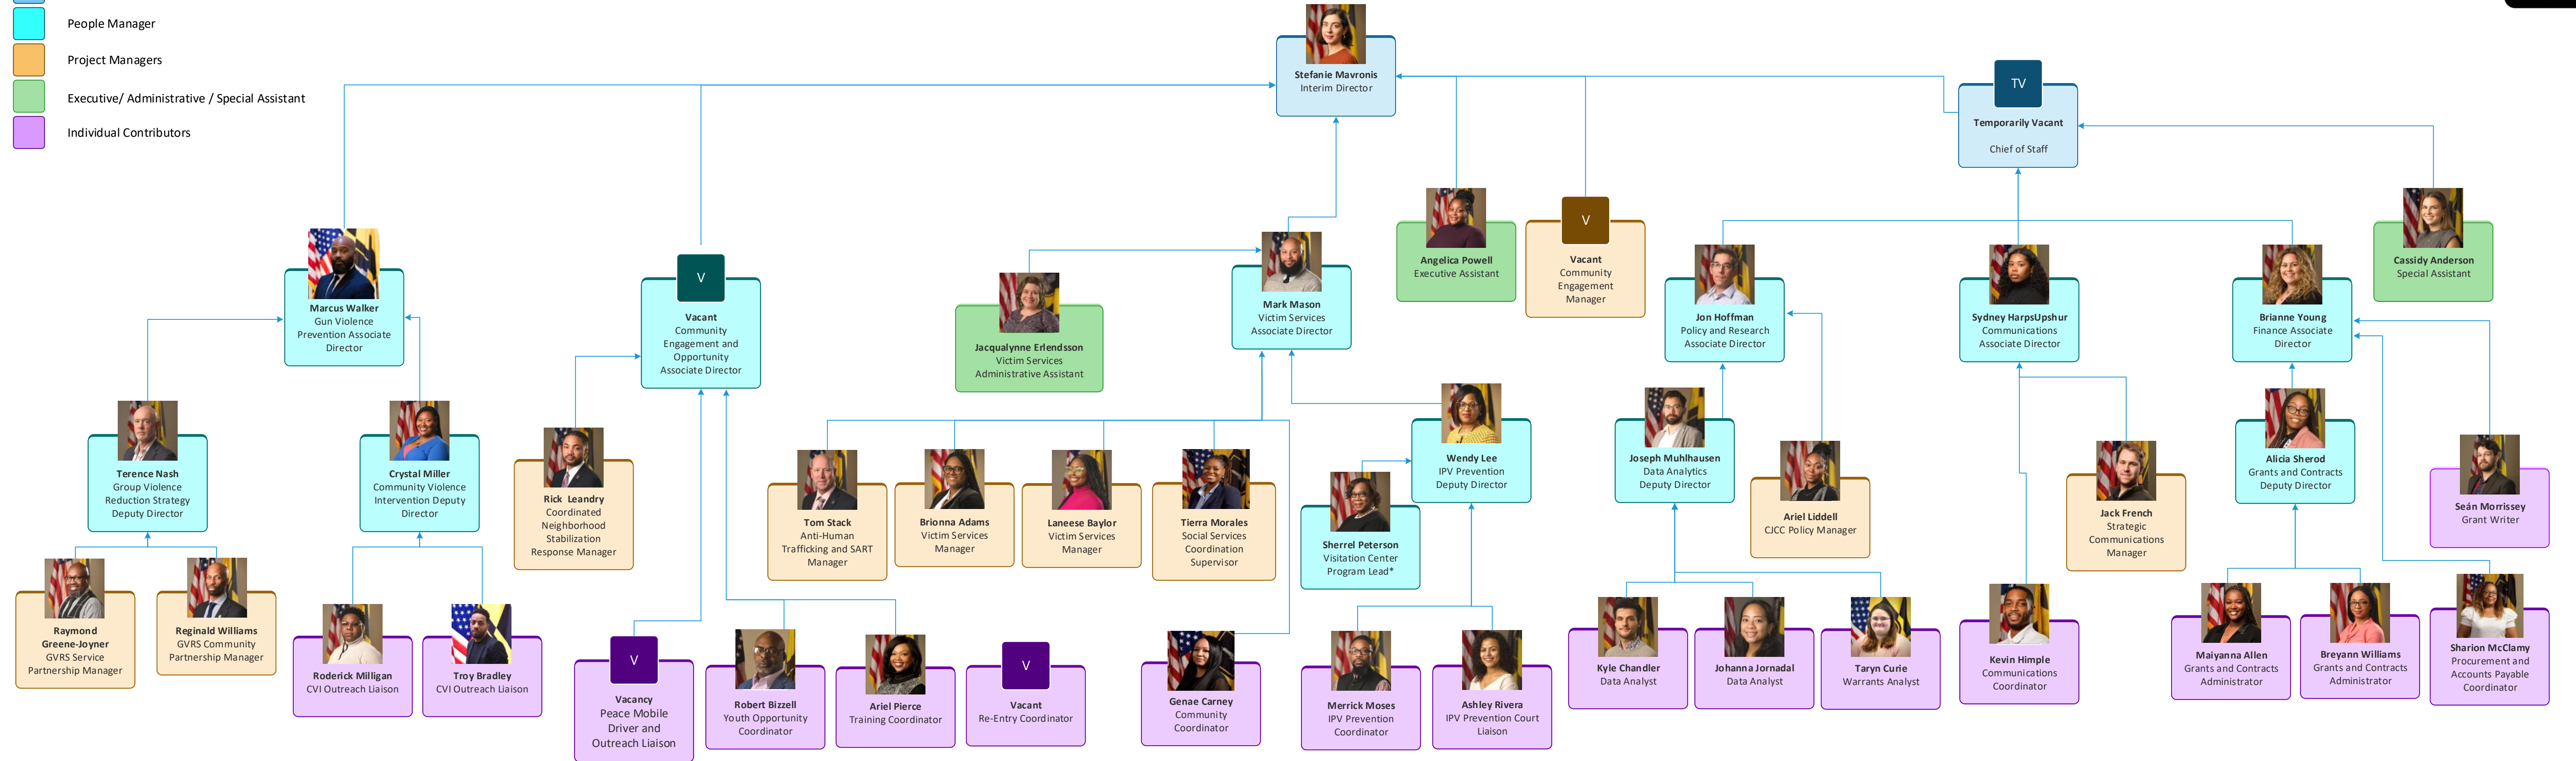 People Manager
Project Managers
Executive/ Administrative / Special Assistant
Individual Contributors
Stefanie Mavronis
Interim Director
TV
Temporarily Vacant
Chief of Staff
Marcus Walker
Gun Violence
Prevention Associate
Director
V
Vacant
Community
Engagement and
Opportunity
Associate Director
Jacqualynne Erlendsson
Victim Services
Administrative Assistant
Mark Mason
Victim Services
Associate Director
Angelica Powell
Executive Assistant
V
Vacant
Community
Engagement
Manager
Jon Hoffman
Policy and Research
Associate Director
Sydney HarpsUpshur
Communications
Associate Director
Brianne Young
Finance Associate
Director
Cassidy Anderson
Special Assistant
Terence Nash
Group Violence
Reduction Strategy
Deputy Director
Crystal Miller
Community Violence
Intervention Deputy
Director
Rick Leandry
Coordinated
Neighborhood
Stabilization
Response Manager
Tom Stack
Anti-Human
Trafficking and SART
Manager
Brionna Adams
Victim Services
Manager
Laneese Baylor
Victim Services
Manager
Tierra Morales
Social Services
Coordination
Supervisor
Wendy Lee
IPV Prevention
Deputy Director
Sherrel Peterson
Visitation Center
Program Lead*
Joseph Muhlhausen
Data Analytics
Deputy Director
Ariel Liddell
CJCC Policy Manager
Jack French
Strategic
Communications
Manager
Alicia Sherod
Grants and Contracts
Deputy Director
Seán Morrissey
Grant Writer
Raymond
Greene-Joyner
GVRS Service
Partnership Manager
Reginald Williams
GVRS Community
Partnership Manager
Roderick Milligan
CVI Outreach Liaison
Troy Bradley
CVI Outreach Liaison
V
Vacancy
Peace Mobile
Driver and
Outreach Liaison
Robert Bizzell
Youth Opportunity
Coordinator
Ariel Pierce
Training Coordinator
V
Vacant
Re-Entry Coordinator
Genae Carney
Community
Coordinator
Merrick Moses
IPV Prevention
Coordinator
Ashley Rivera
IPV Prevention Court
Liaison
Kyle Chandler
Data Analyst
Johanna Jornadal
Data Analyst
Taryn Curie
Warrants Analyst
Kevin Himple
Communications
Coordinator
Maiyanna Allen
Grants and Contracts
Administrator
Breyann Williams
Grants and Contracts
Administrator
Sharion McClamy
Procurement and
Accounts Payable
Coordinator